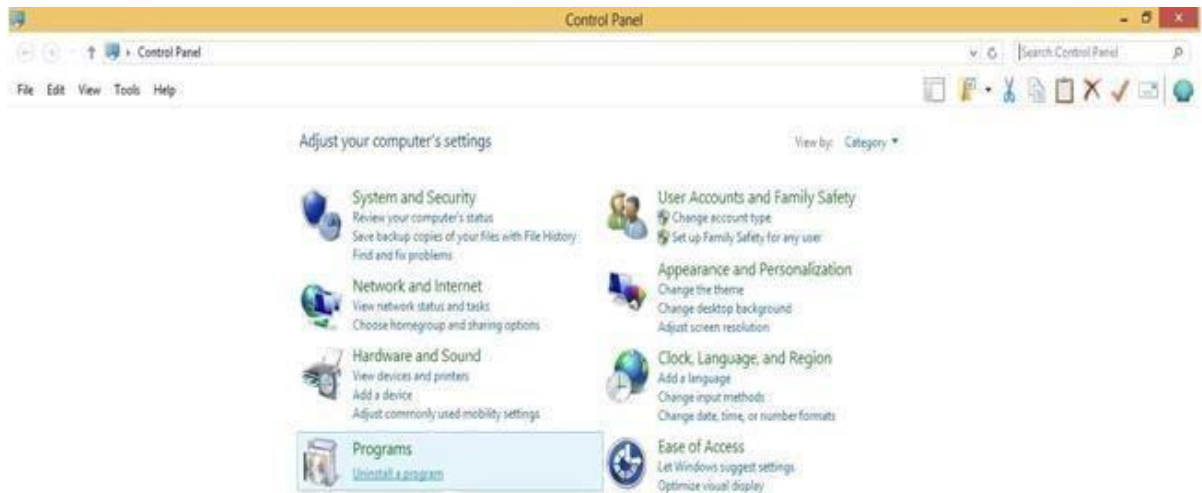 Control Panel
Control Panel
Search Control Panel
File Edit View Tools Help
Adjust your computer's settings
View by: Category
System and Security
Review your computer's status
Save backup copies of your files with File History
Find and fix problems
Network and Internet
View network status and tasks
Choose homegroup and sharing options
Hardware and Sound
View devices and printers
Add a device
Adjust commonly used mobility settings
Programs
Uninstall a program
User Accounts and Family Safety
Change account type
Set up Family Safety for any user
Appearance and Personalization
Change the theme
Change desktop background
Adjust screen resolution
Clock, Language, and Region
Add a language
Change input methods
Change date, time, or number formats
Ease of Access
Let Windows suggest settings
Optimize visual display